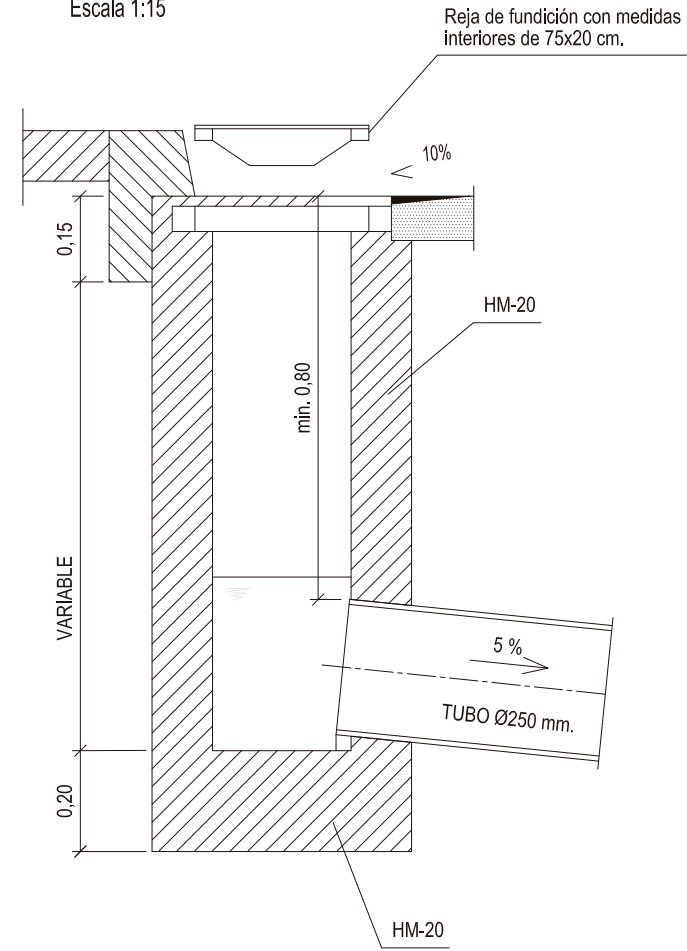 Escala 1:15
Reja de fundición con medidas
interiores de 75x20 cm.
10%
0,15
HM-20
min. 0,80
VARIABLE
5 %
TUBO Ø250 mm.
0,20
HM-20